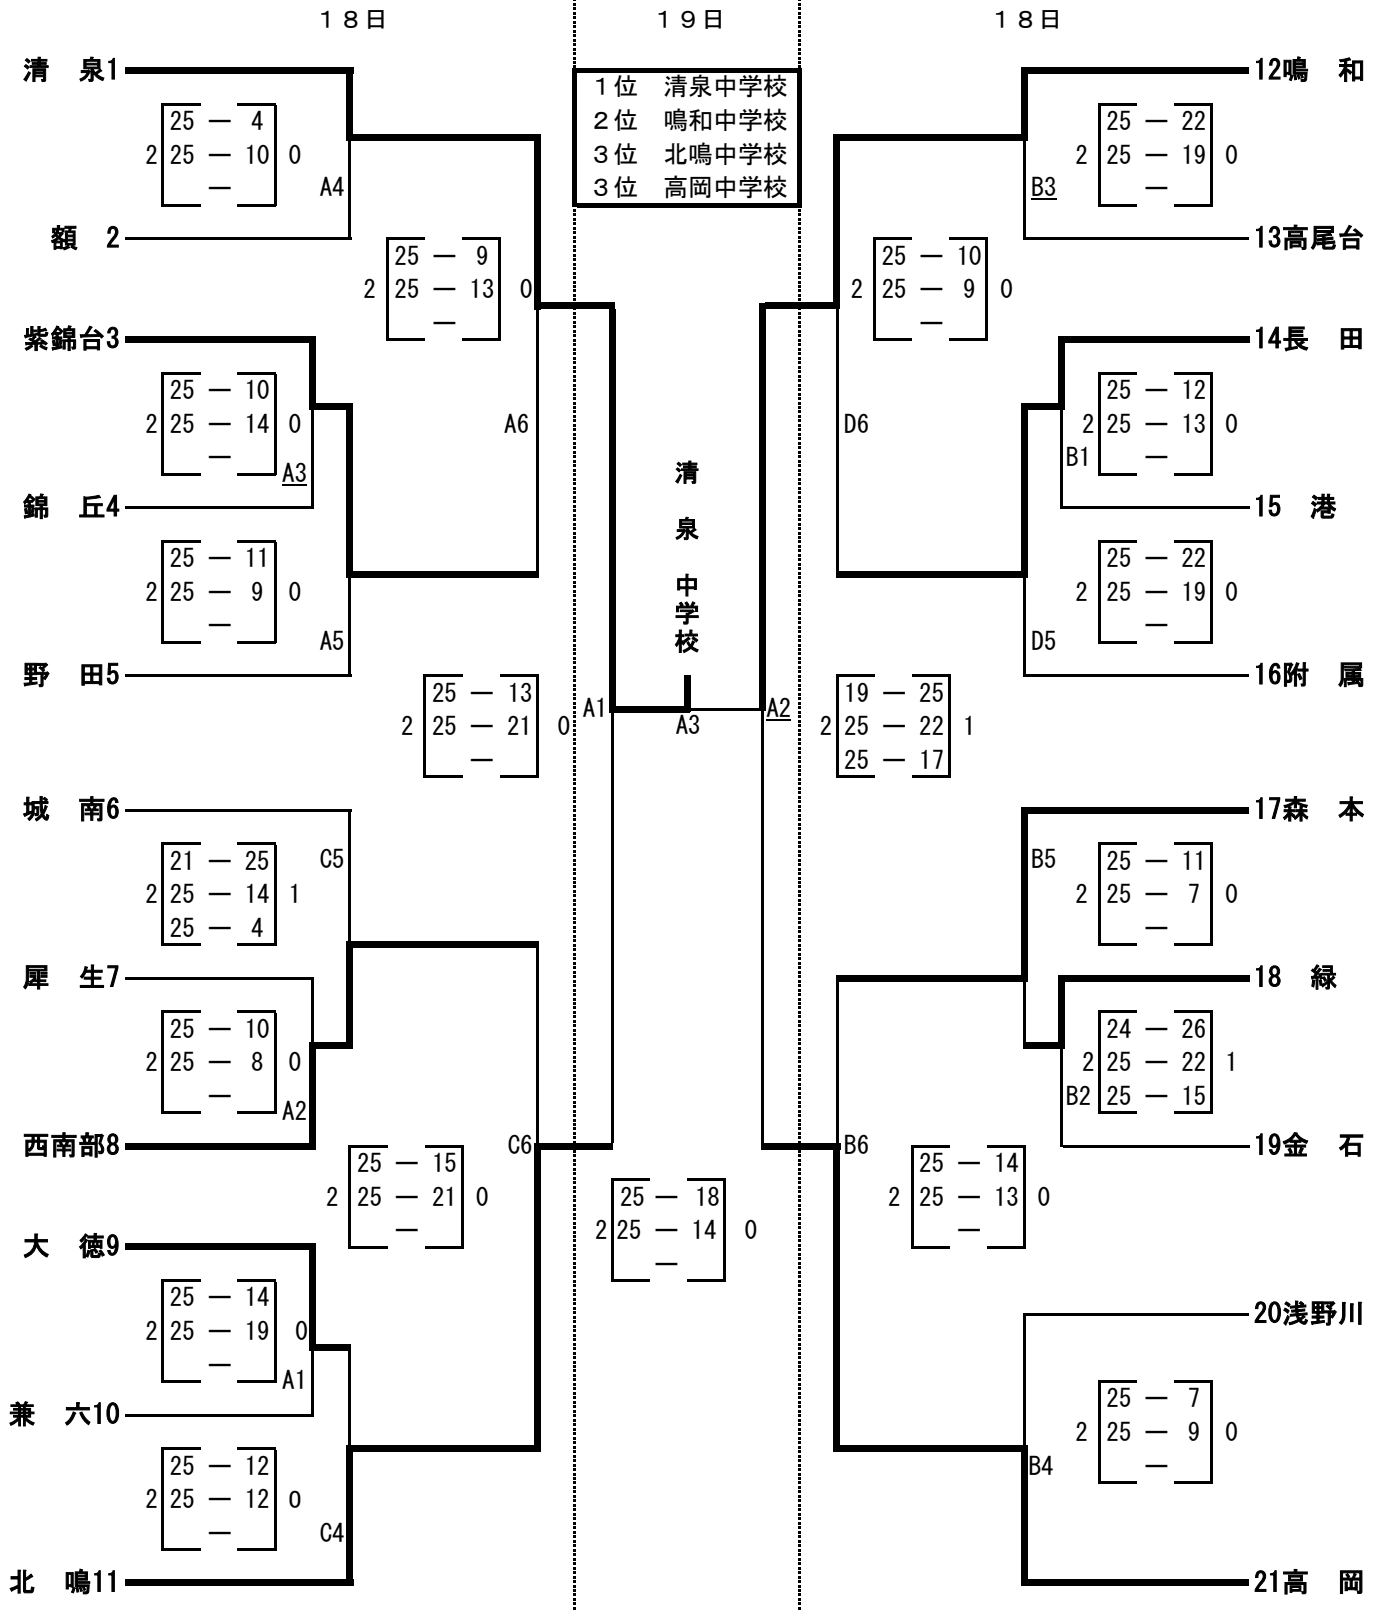 １８日 １９日 １８日
清　泉1 12鳴　和
１位　清泉中学校
２位　鳴和中学校
３位　北鳴中学校
３位　高岡中学校
25 ― 4
2 25 ― 10 0
―
A4
25 ― 22
2 25 ― 19 0
―
B3
額　2 13高尾台
25 ― 9
2 25 ― 13 0
―
25 ― 10
2 25 ― 9 0
―
紫錦台3 14長　田
25 ― 10
2 25 ― 14 0
―
A3
A6
D6
25 ― 12
2 25 ― 13 0
―
B1
清泉中学校
錦　丘4 15　港
25 ― 11
2 25 ― 9 0
―
A5
25 ― 22
2 25 ― 19 0
―
D5
野　田5 16附　属
25 ― 13
2 25 ― 21 0
―
A1
A3
A2
19 ― 25
2 25 ― 22 1
25 ― 17
城　南6 17森　本
21 ― 25
2 25 ― 14 1
25 ― 4
C5
B5
25 ― 11
2 25 ― 7 0
―
犀　生7 18　緑
25 ― 10
2 25 ― 8 0
―
A2
24 ― 26
2 25 ― 22 1
B2 25 ― 15
西南部8 C6 B6 19金　石
25 ― 15
2 25 ― 21 0
―
25 ― 18
2 25 ― 14 0
―
25 ― 14
2 25 ― 13 0
―
大　徳9
25 ― 14
2 25 ― 19 0
―
A1
20浅野川
兼　六10
25 ― 12
2 25 ― 12 0
―
C4
25 ― 7
2 25 ― 9 0
―
B4
北　鳴11 21高　岡